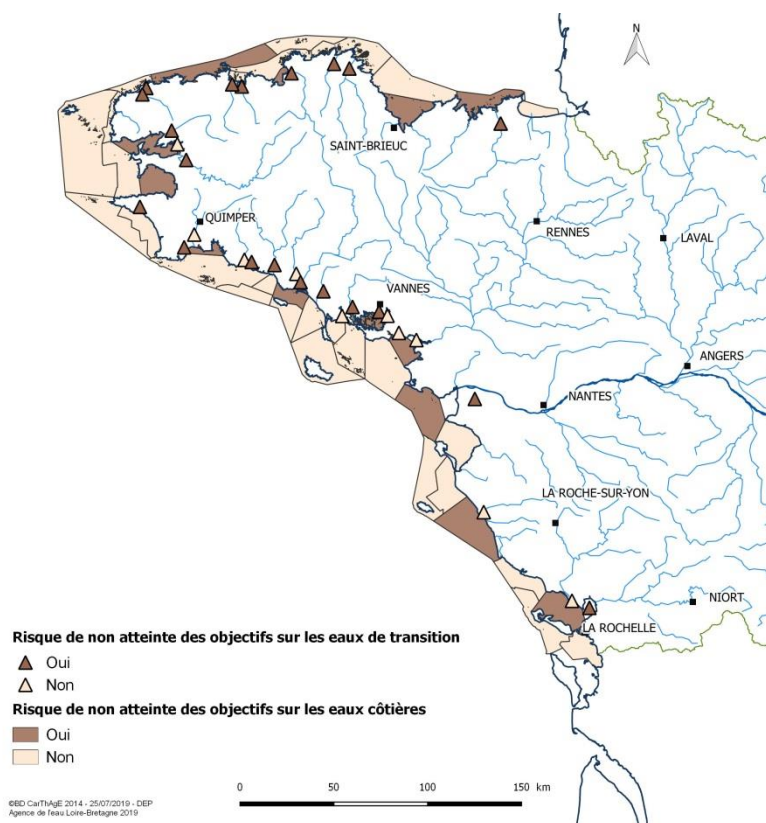 N
SAINT-BRIEUC
QUIMPER
RENNES
LAVAL
VANNES
ANGERS
NANTES
LA ROCHE-SUR-YON
NIORT
LA ROCHELLE
Risque de non atteinte des objectifs sur les eaux de transition
Oui
Non
Risque de non atteinte des objectifs sur les eaux côtières
Oui
Non
0 50 100 150 km
©BD CarThAgE 2014 - 25/07/2019 - DEP
Agence de l'eau Loire-Bretagne 2019